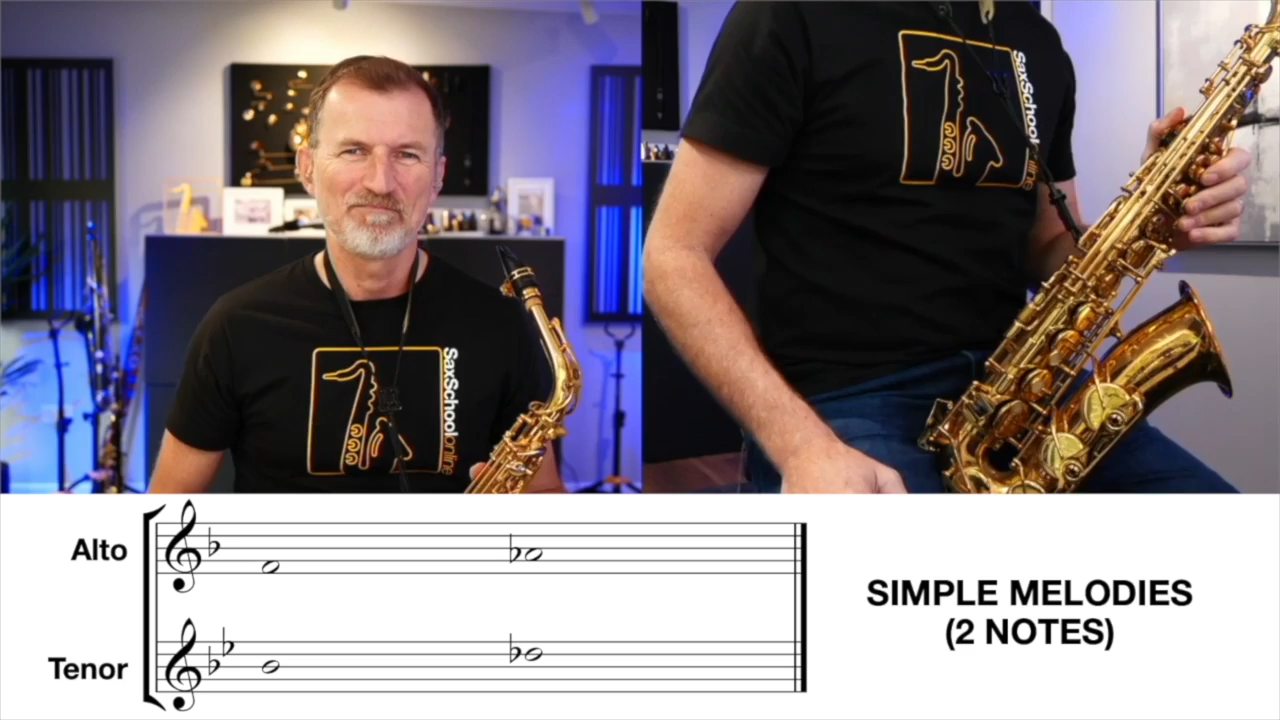 SaxSchoolonline
SaxSchoolonline
Alto
Tenor
SIMPLE MELODIES
(2 NOTES)